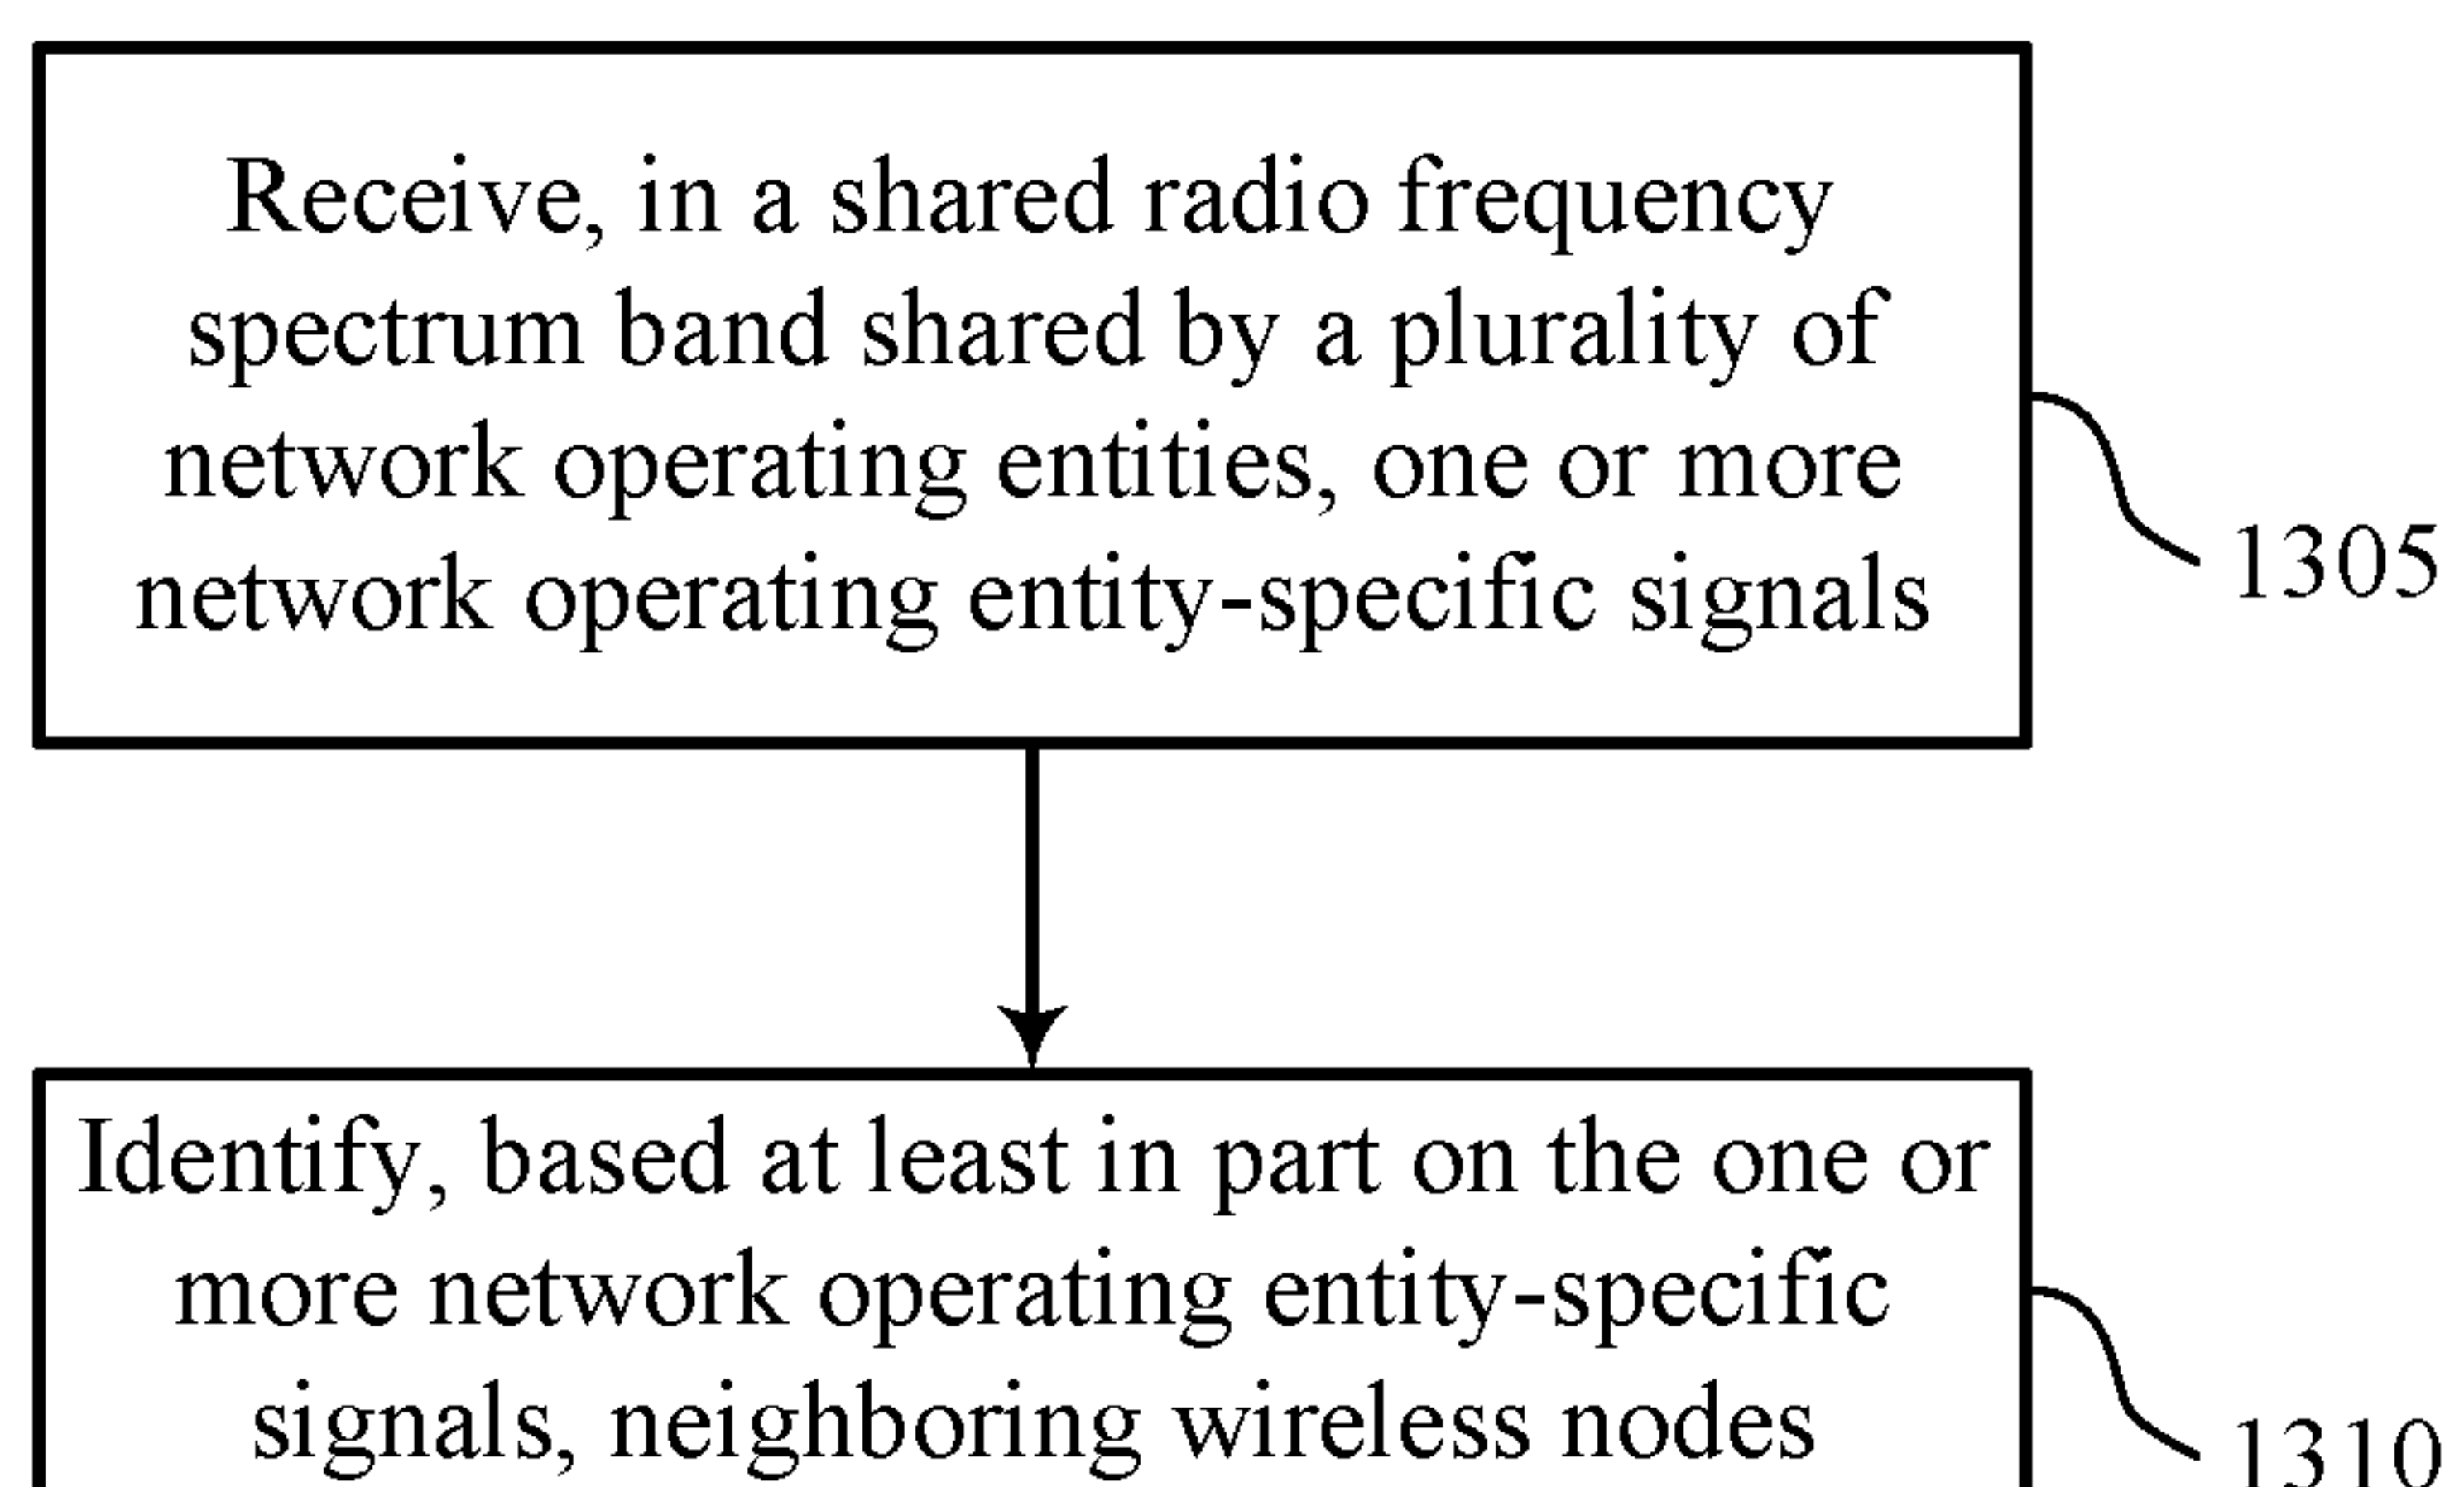 Receive, in a shared radio frequency
spectrum band shared by a plurality of
network operating entities, one or more
network operating entity-specific signals
1305
Identify, based at least in part on the one or
more network operating entity-specific
signals, neighboring wireless nodes
1310